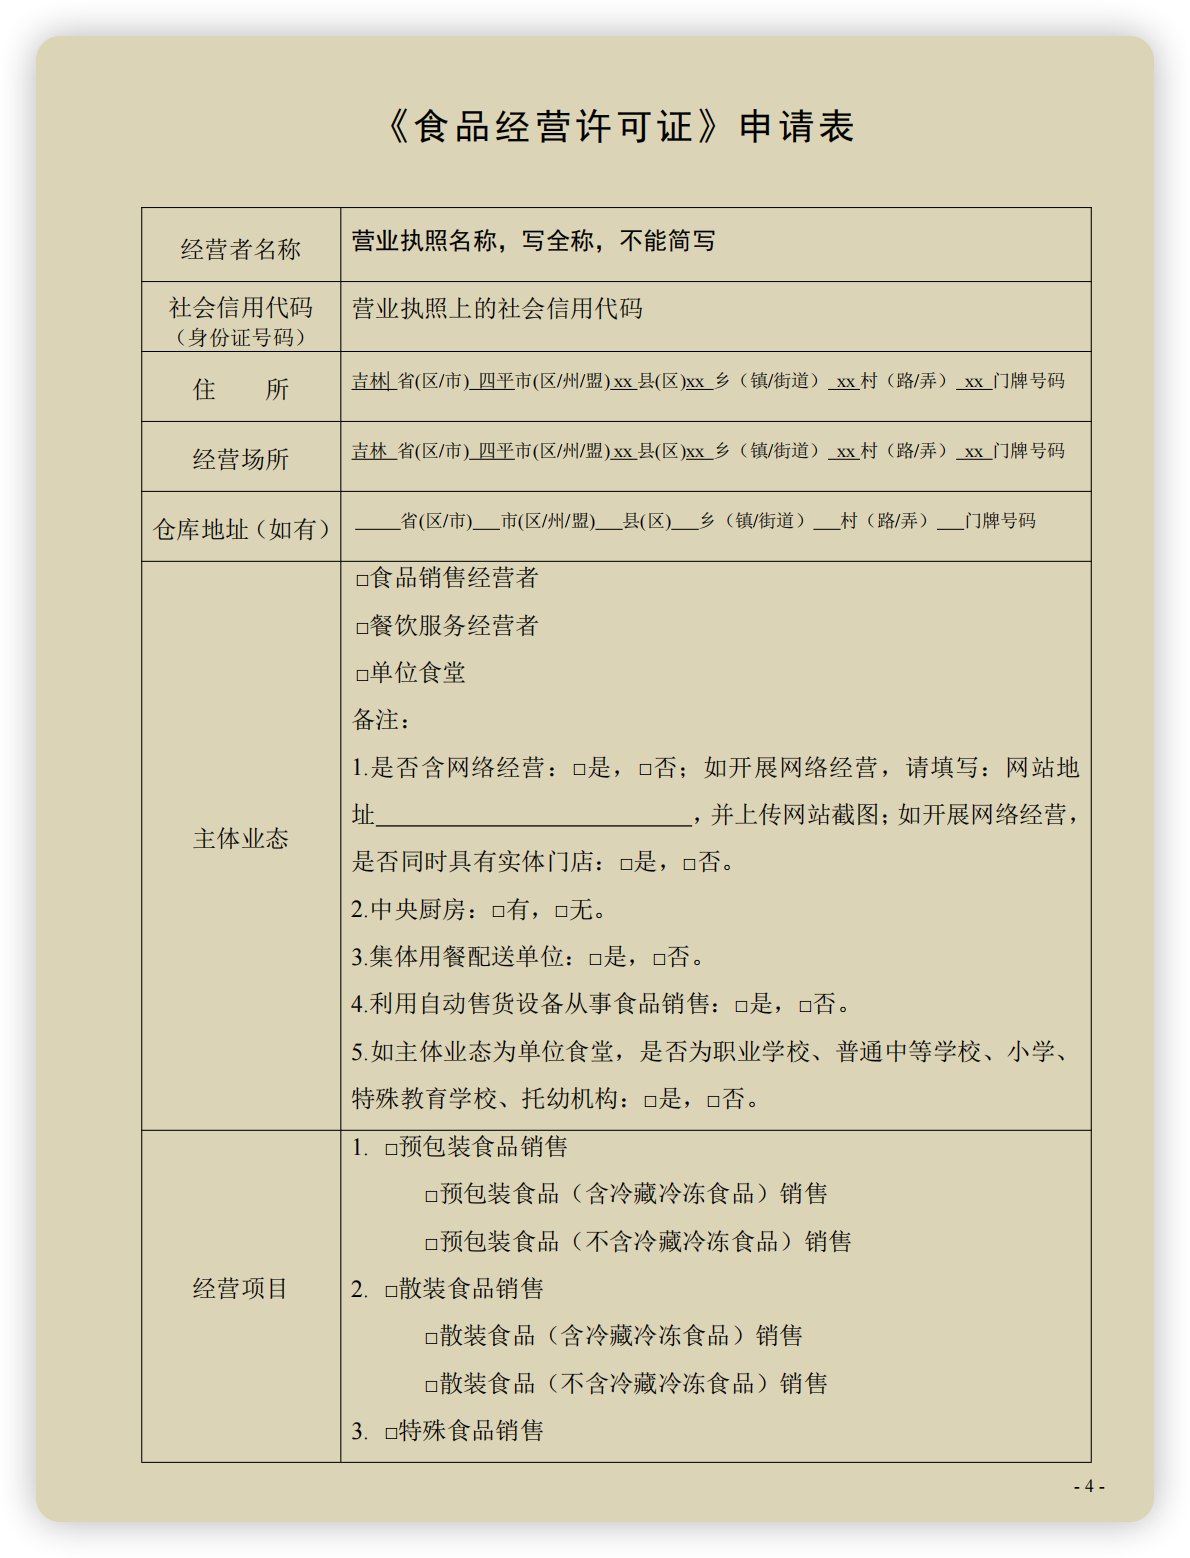 《食品经营许可证》申请表
经营者名称
营业执照名称，写全称，不能简写
社会信用代码
（身份证号码）
营业执照上的社会信用代码
住　　所
吉林 省(区/市) 四平市(区/州/盟) xx 县(区)xx 乡（镇/街道） xx 村（路/弄） xx 门牌号码
经营场所
吉林 省(区/市) 四平市(区/州/盟) xx 县(区)xx 乡（镇/街道） xx 村（路/弄） xx 门牌号码
仓库地址（如有）
_____省(区/市)___市(区/州/盟)___县(区)___乡（镇/街道）___村（路/弄）___门牌号码
主体业态
□食品销售经营者
□餐饮服务经营者
□单位食堂
备注：
1.是否含网络经营：□是，□否；如开展网络经营，请填写：网站地
址__________________________，并上传网站截图；如开展网络经营，
是否同时具有实体门店：□是，□否。
2.中央厨房：□有，□无。
3.集体用餐配送单位：□是，□否。
4.利用自动售货设备从事食品销售：□是，□否。
5.如主体业态为单位食堂，是否为职业学校、普通中等学校、小学、
特殊教育学校、托幼机构：□是，□否。
经营项目
1. □预包装食品销售
□预包装食品（含冷藏冷冻食品）销售
□预包装食品（不含冷藏冷冻食品）销售
2. □散装食品销售
□散装食品（含冷藏冷冻食品）销售
□散装食品（不含冷藏冷冻食品）销售
3. □特殊食品销售
- 4 -